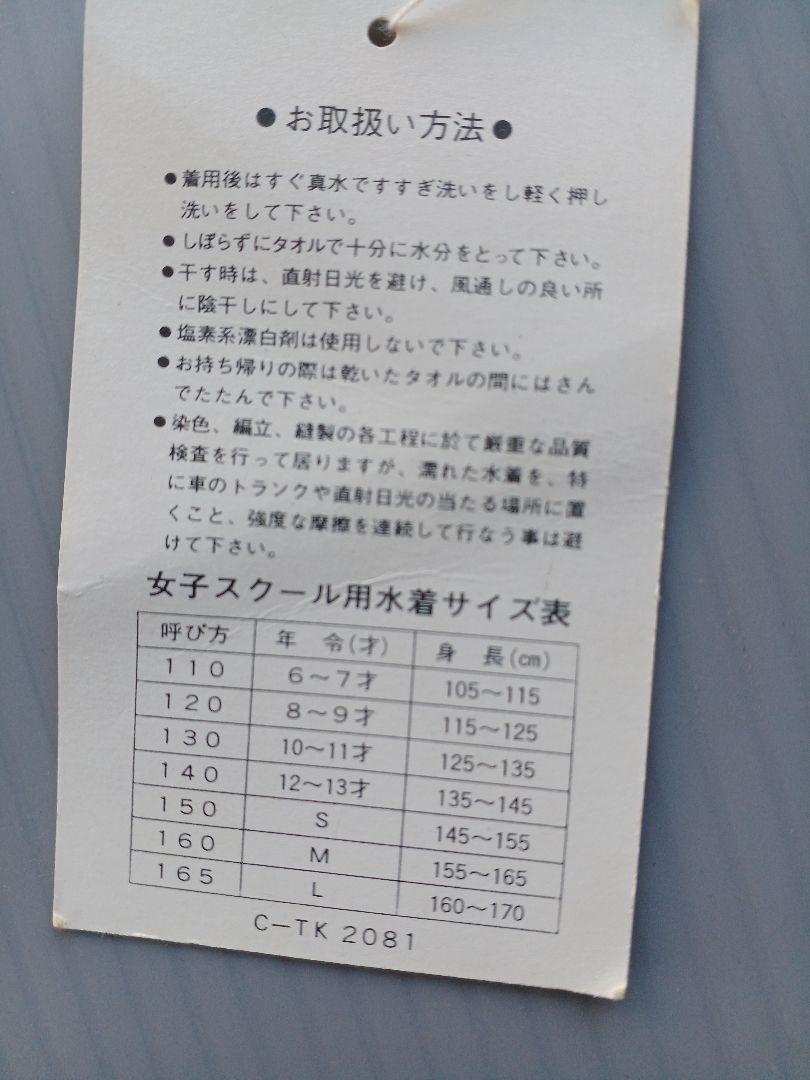 ●お取扱い方法●
●着用後はすぐ真水ですすぎ洗いをし軽く押し
洗いをして下さい。
●しぼらずにタオルで十分に水分をとって下さい。
●干す時は、直射日光を避け、風通しの良い所
に陰干しにして下さい。
●塩素系漂白剤は使用しないで下さい。
●お持ち帰りの際は乾いたタオルの間にはさん
でたたんで下さい。
●染色、編立、縫製の各工程に於て厳重な品質
検査を行って居りますが、濡れた水着を、特
に車のトランクや直射日光の当たる場所に置
くこと、強度な摩擦を連続して行なう事は避
けて下さい。
女子スクール用水着サイズ表
呼び方 年 令(才) 身 長(cm)
110 6〜7才 105〜115
120 8〜9才 115〜125
130 10〜11才 125〜135
140 12〜13才 135〜145
150 S 145〜155
160 M 155〜165
165 L 160〜170
C−TK 2081